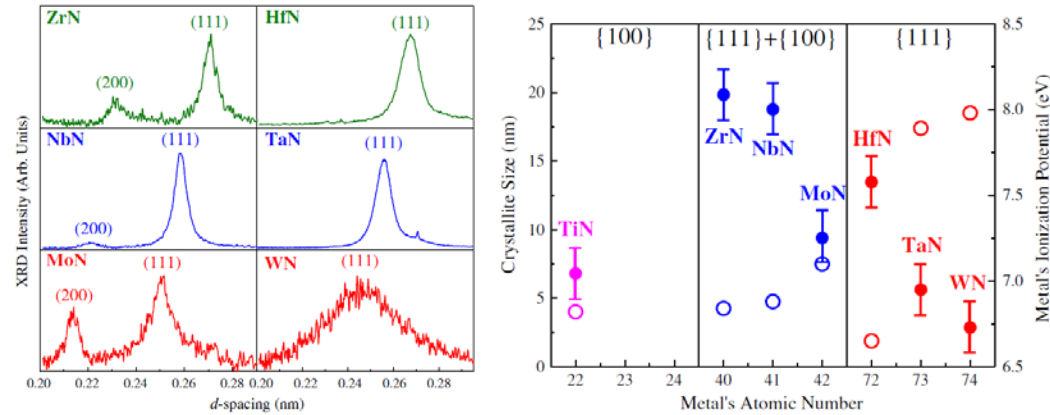 ZrN
(111)
(200)
HfN
(111)
NbN
(111)
(200)
TaN
(111)
MoN
(111)
(200)
WN
(111)
XRD Intensity (Arb. Units)
0.20 0.22 0.24 0.26 0.28 0.20 0.22 0.24 0.26 0.28
d-spacing (nm)
{100} {111}+{100} {111}
25
20
15
10
5
0
Crystallite Size (nm)
TiN
ZrN
NbN
MoN
HfN
TaN
WN
8.5
8.0
7.5
7.0
6.5
Metal's Ionization Potential (eV)
22 23 24 40 41 42 72 73 74
Metal's Atomic Number